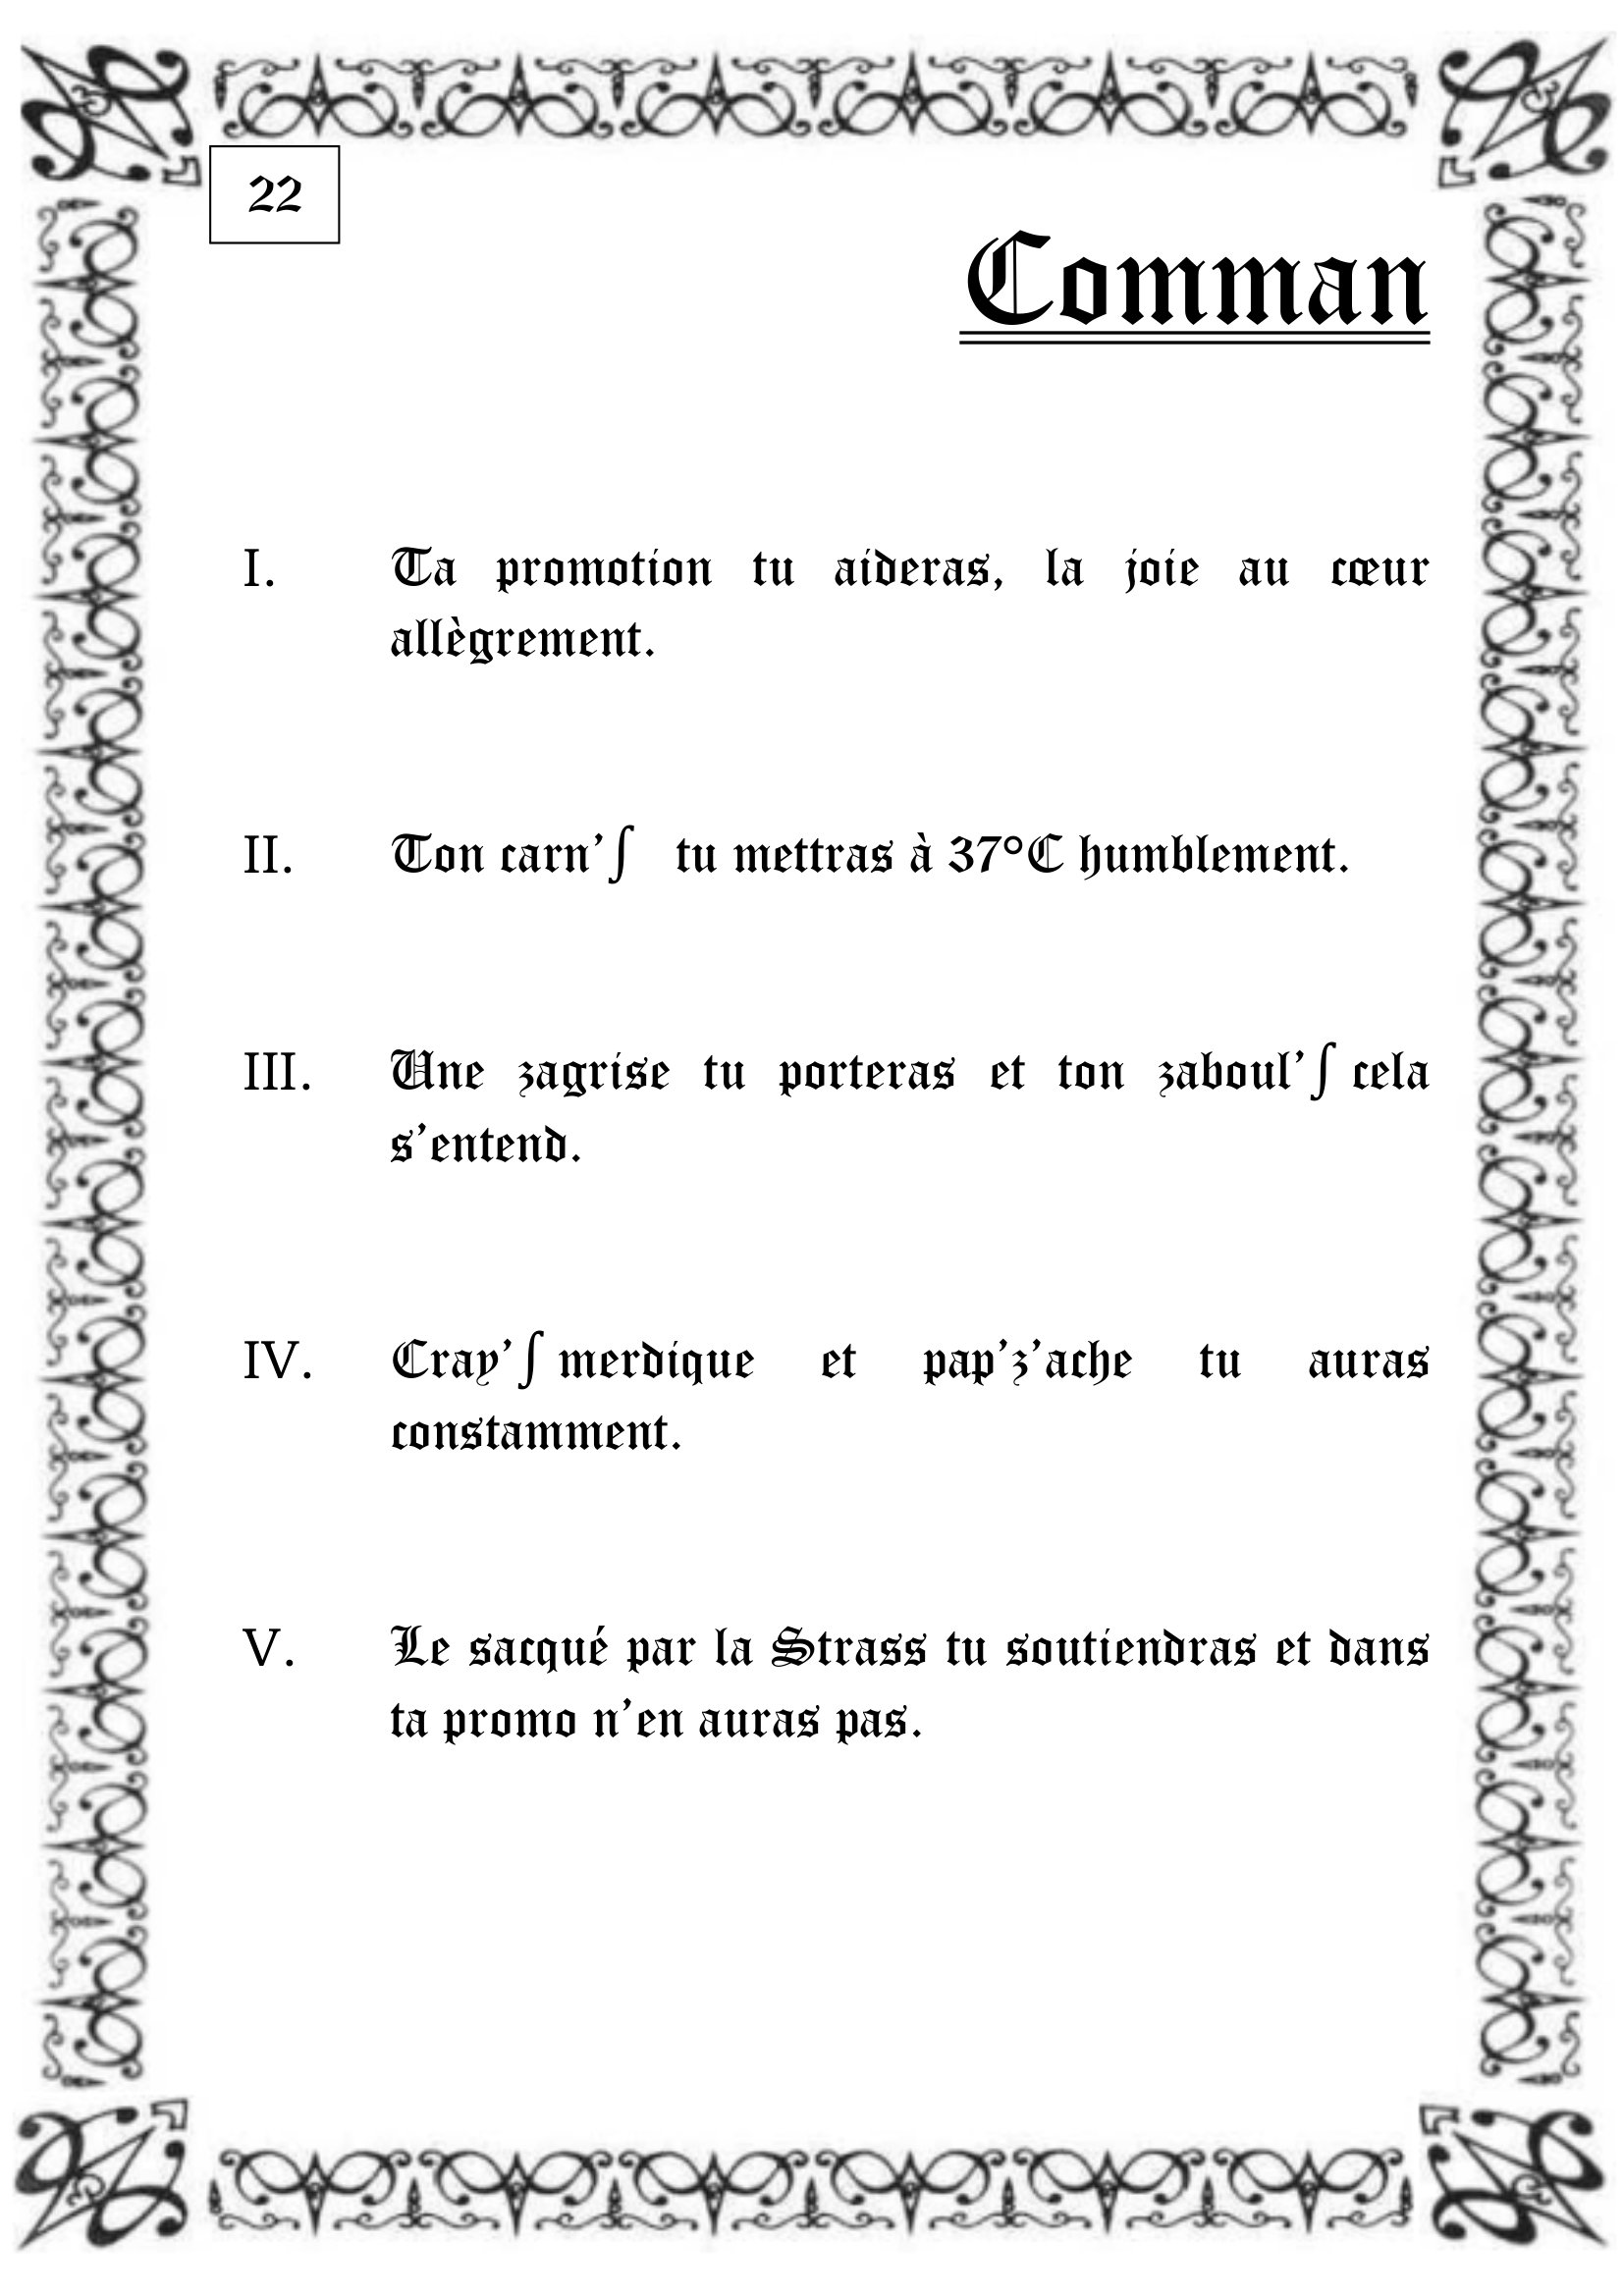 22
Comman
I. Ta promotion tu aideras, la joie au cœur
allègrement.
II. Ton carn’∫ tu mettras à 37°C humblement.
III. Une zagrise tu porteras et ton zaboul’∫ cela
s’entend.
IV. Cray’∫ merdique et pap’z’ache tu auras
constamment.
V. Le sacqué par la Strass tu soutiendras et dans
ta promo n’en auras pas.